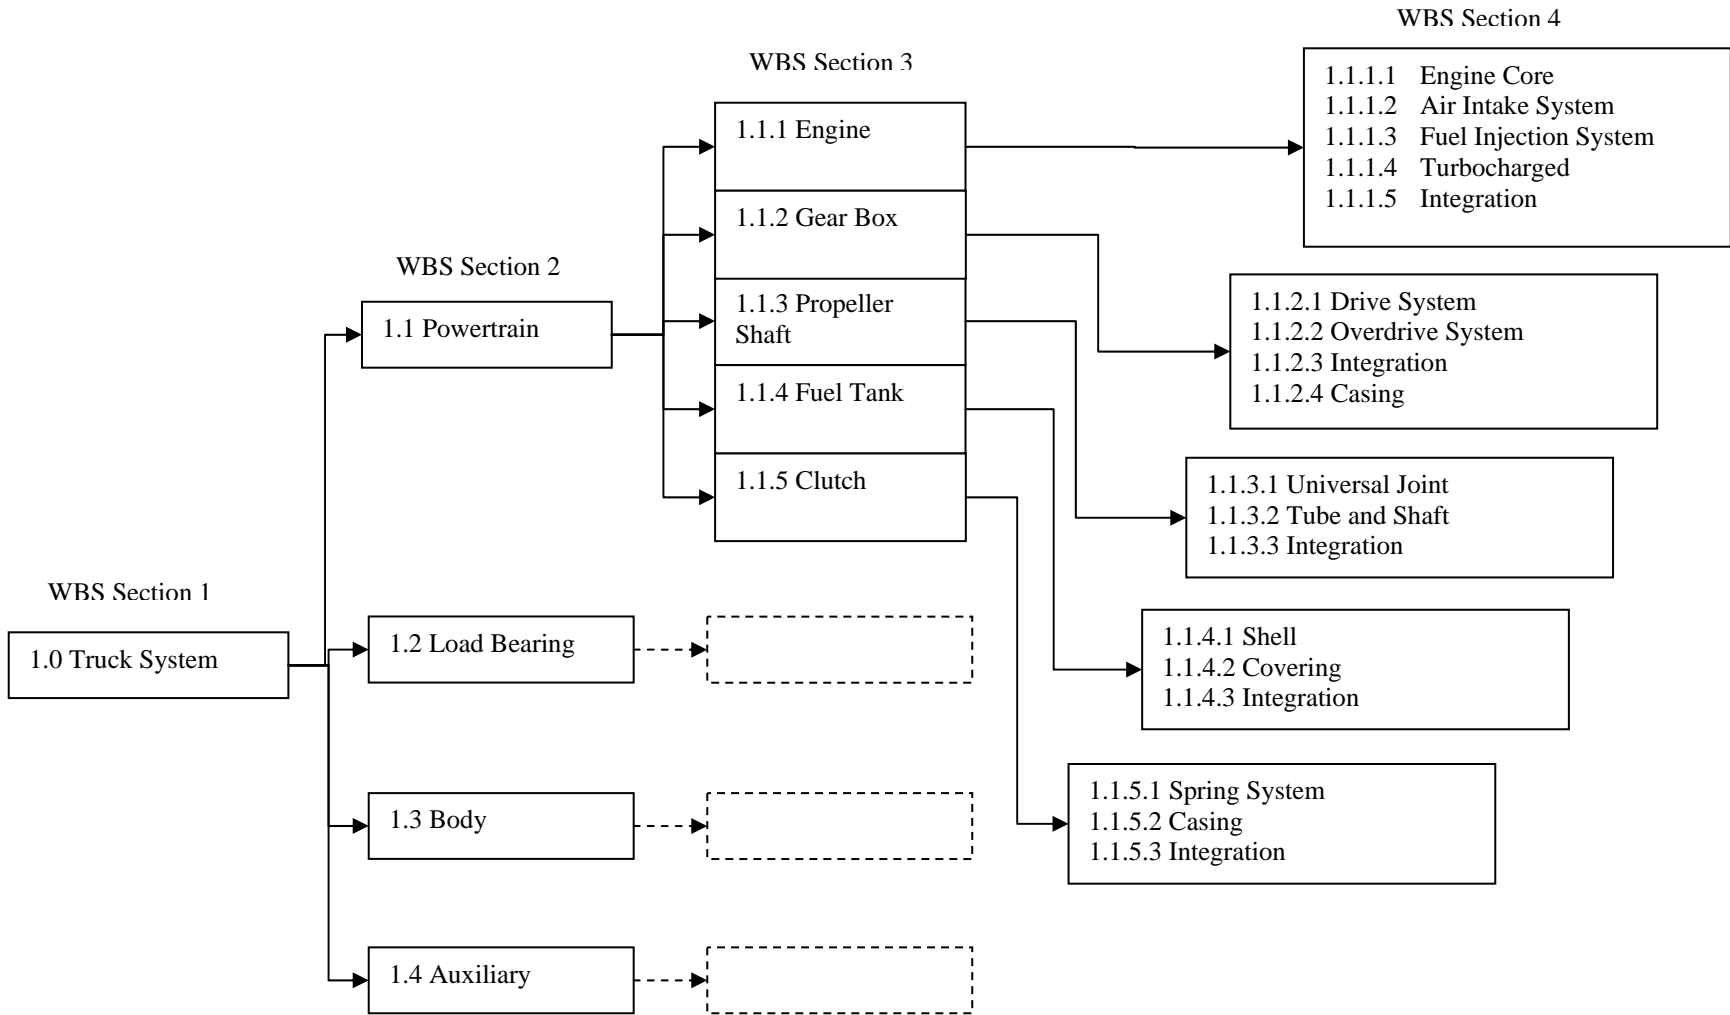 WBS Section 4
1.1.1.1 Engine Core
1.1.1.2 Air Intake System
1.1.1.3 Fuel Injection System
1.1.1.4 Turbocharged
1.1.1.5 Integration
WBS Section 3
1.1.1 Engine
1.1.2 Gear Box
1.1.3 Propeller
Shaft
1.1.4 Fuel Tank
1.1.5 Clutch
WBS Section 2
1.1 Powertrain
1.1.2.1 Drive System
1.1.2.2 Overdrive System
1.1.2.3 Integration
1.1.2.4 Casing
1.1.3.1 Universal Joint
1.1.3.2 Tube and Shaft
1.1.3.3 Integration
WBS Section 1
1.0 Truck System
1.2 Load Bearing
1.1.4.1 Shell
1.1.4.2 Covering
1.1.4.3 Integration
1.3 Body
1.1.5.1 Spring System
1.1.5.2 Casing
1.1.5.3 Integration
1.4 Auxiliary